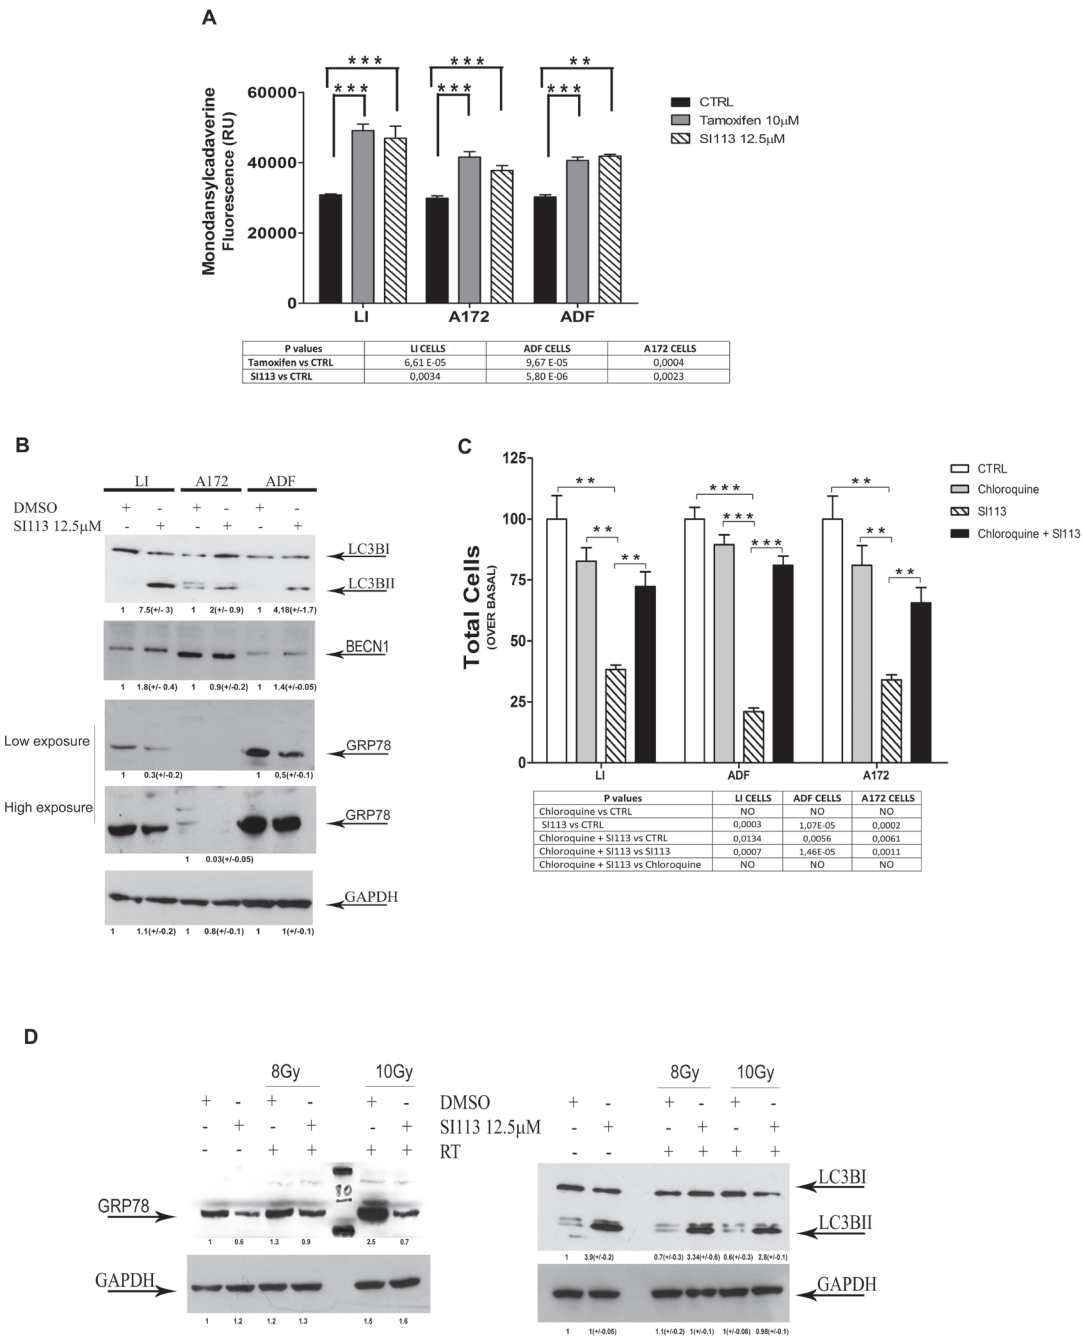 A
*** *** **
*** *** ***
60000
40000
20000
0
Monodansylcadaverine
Fluorescence (RU)
CTRL
Tamoxifen 10µM
SI113 12.5µM
LI A172 ADF
P values LI CELLS ADF CELLS A172 CELLS
Tamoxifen vs CTRL 6,61 E-05 9,67 E-05 0,0004
SI113 vs CTRL 0,0034 5,80 E-06 0,0023
B
LI A172 ADF
DMSO + - + - + -
SI113 12.5µM - + - + - +
LC3BI
LC3BII
1 7.5(+/- 3) 1 2(+/- 0.9) 1 4,18(+/-1.7)
BECN1
1 1.8(+/- 0.4) 1 0.9(+/-0.2) 1 1.4(+/-0.05)
Low exposure
GRP78
1 0.3(+/-0.2) 1 0,5(+/-0.1)
High exposure
GRP78
1 0.03(+/-0.05)
GAPDH
1 1.1(+/-0.2) 1 0.8(+/-0.1) 1 1(+/-0.1)
C
125
100
75
50
25
0
Total Cells
(OVER BASAL)
** *** **
** *** **
** *** **
CTRL
Chloroquine
SI113
Chloroquine + SI113
LI ADF A172
P values LI CELLS ADF CELLS A172 CELLS
Chloroquine vs CTRL NO NO NO
SI113 vs CTRL 0,0003 1,07E-05 0,0002
Chloroquine + SI113 vs CTRL 0,0134 0,0056 0,0061
Chloroquine + SI113 vs SI113 0,0007 1,46E-05 0,0011
Chloroquine + SI113 vs Chloroquine NO NO NO
D
8Gy 10Gy 8Gy 10Gy
+ - + - + - DMSO + - + - + -
- + - + - + SI113 12.5µM - + - + - +
- - + + + + RT - - + + + +
80
GRP78
1 0.6 1.3 0.9 2.5 0.7
GAPDH
1 1.2 1.2 1.3 1.5 1.6
LC3BI
LC3BII
1 3.9(+/-0.2) 0.7(+/-0.3) 3.34(+/-0.6) 0.6(+/-0.3) 2.8(+/-0.1)
GAPDH
1 1(+/-0.05) 1.1(+/-0.2) 1(+/-0.1) 1(+/-0.08) 0.98(+/-0.1)